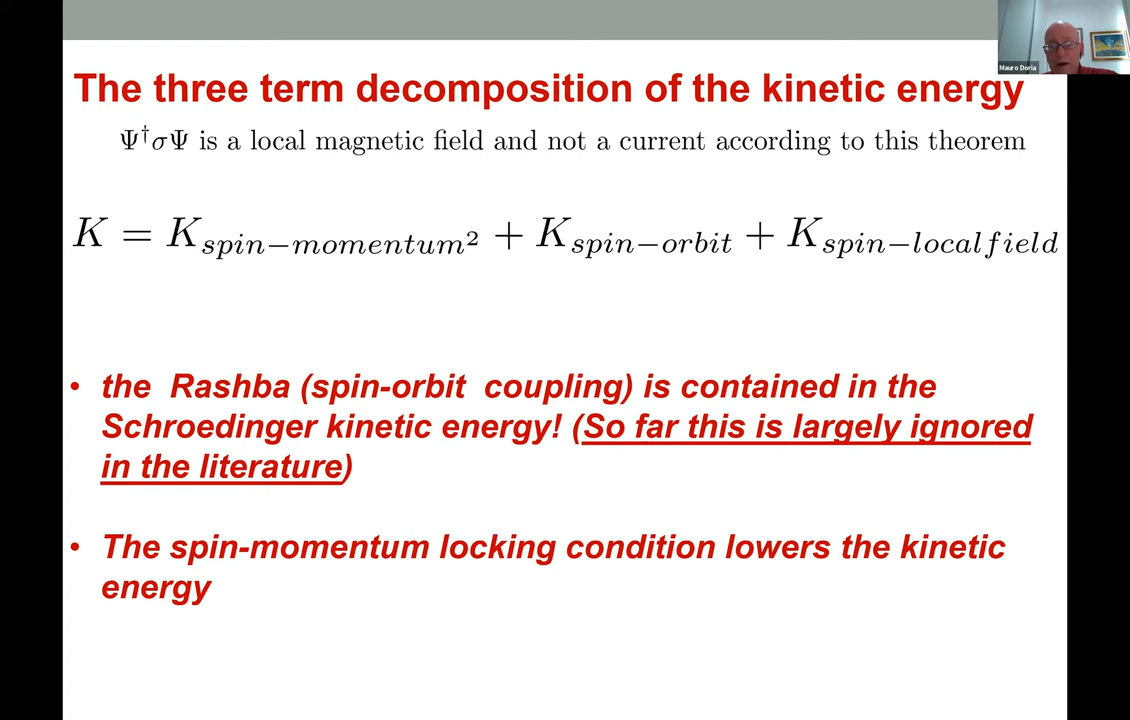 Mauro Doria
The three term decomposition of the kinetic energy
Ψ†σΨ is a local magnetic field and not a current according to this theorem
K = K_{spin−momentum²} + K_{spin−orbit} + K_{spin−localfield}
• the Rashba (spin-orbit coupling) is contained in the
Schroedinger kinetic energy! (So far this is largely ignored
in the literature)
• The spin-momentum locking condition lowers the kinetic
energy